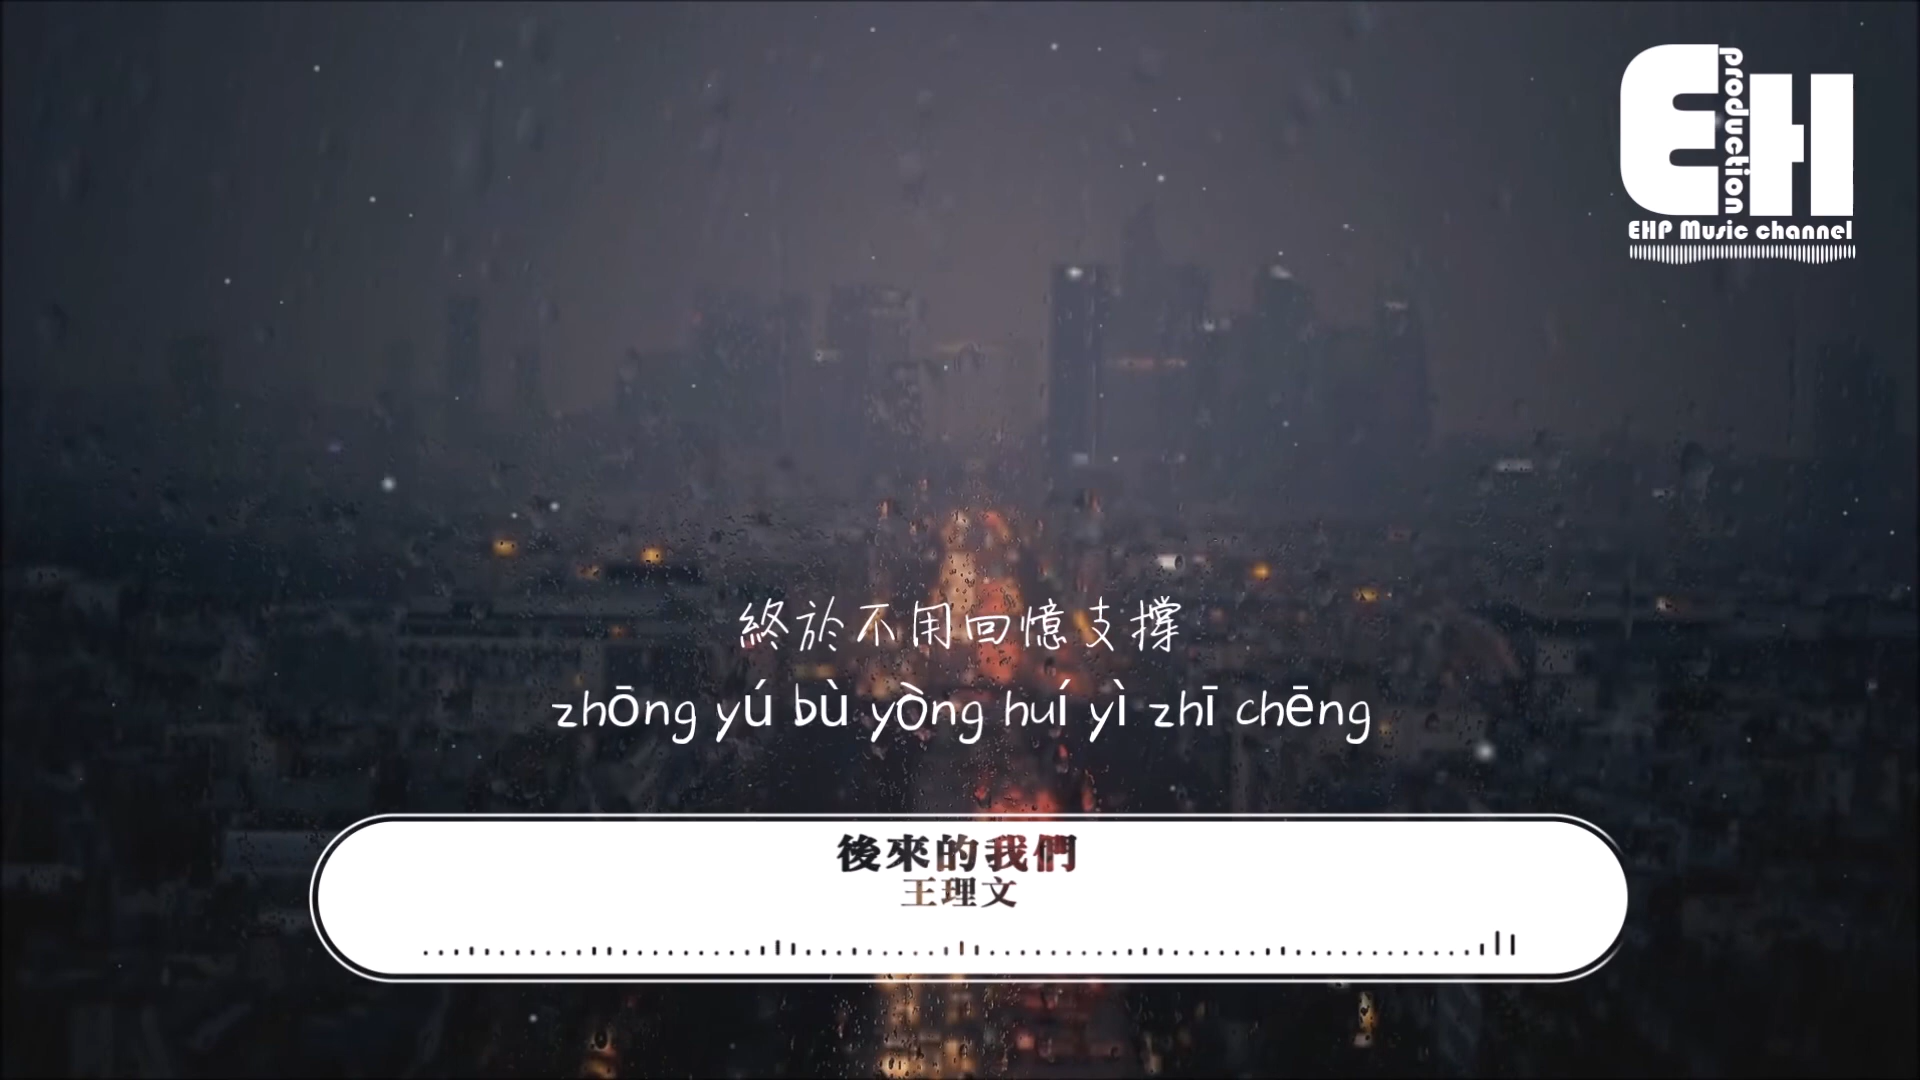 production
EH
EHP Music channel
終於不用回憶支撐
zhōng yú bù yòng huí yì zhī chēng
後來的我們
王理文